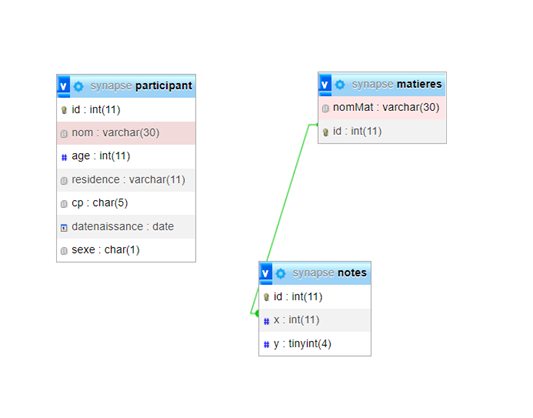 v synapse participant
id : int(11)
nom : varchar(30)
# age : int(11)
residence : varchar(11)
cp : char(5)
datenaissance : date
sexe : char(1)
v synapse matieres
nomMat : varchar(30)
id : int(11)
v synapse notes
id : int(11)
# x : int(11)
# y : tinyint(4)